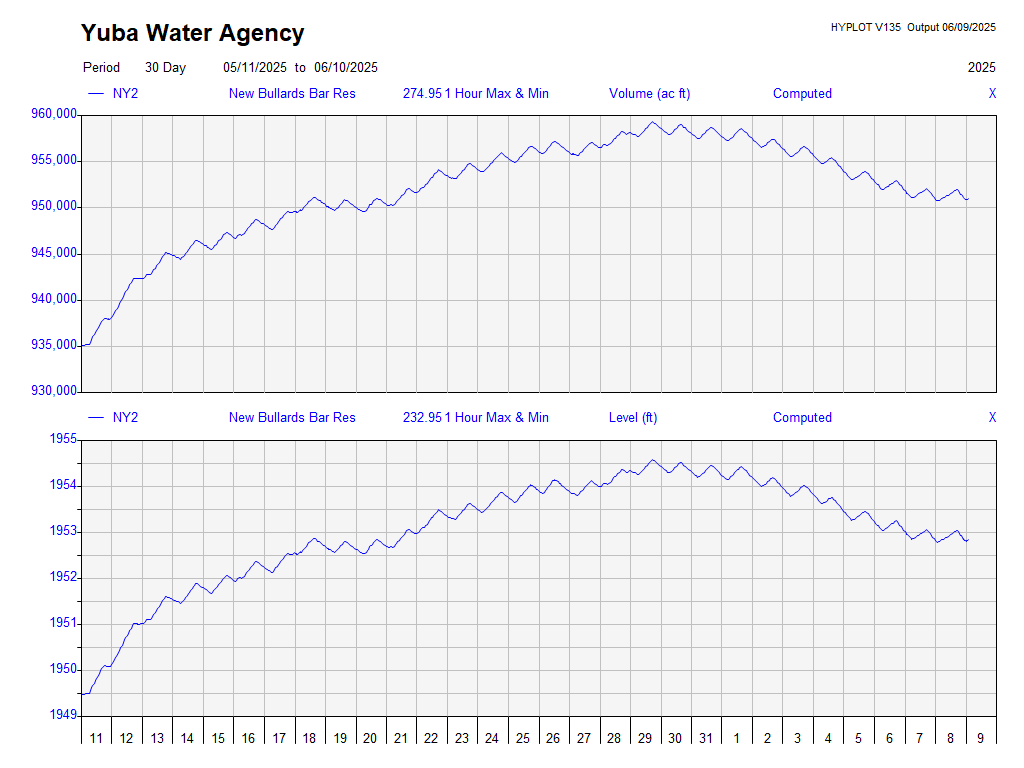 Yuba Water Agency
HYPLOT V135 Output 06/09/2025
Period 30 Day 05/11/2025 to 06/10/2025 2025
NY2 New Bullards Bar Res 274.95 1 Hour Max & Min Volume (ac ft) Computed X
960,000
955,000
950,000
945,000
940,000
935,000
930,000
NY2 New Bullards Bar Res 232.95 1 Hour Max & Min Level (ft) Computed X
1955
1954
1953
1952
1951
1950
1949
11 12 13 14 15 16 17 18 19 20 21 22 23 24 25 26 27 28 29 30 31 1 2 3 4 5 6 7 8 9